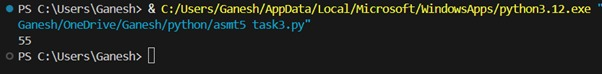 PS C:\Users\Ganesh> & C:/Users/Ganesh/AppData/Local/Microsoft/WindowsApps/python3.12.exe "
Ganesh/OneDrive/Ganesh/python/asmt5 task3.py"
55
PS C:\Users\Ganesh>